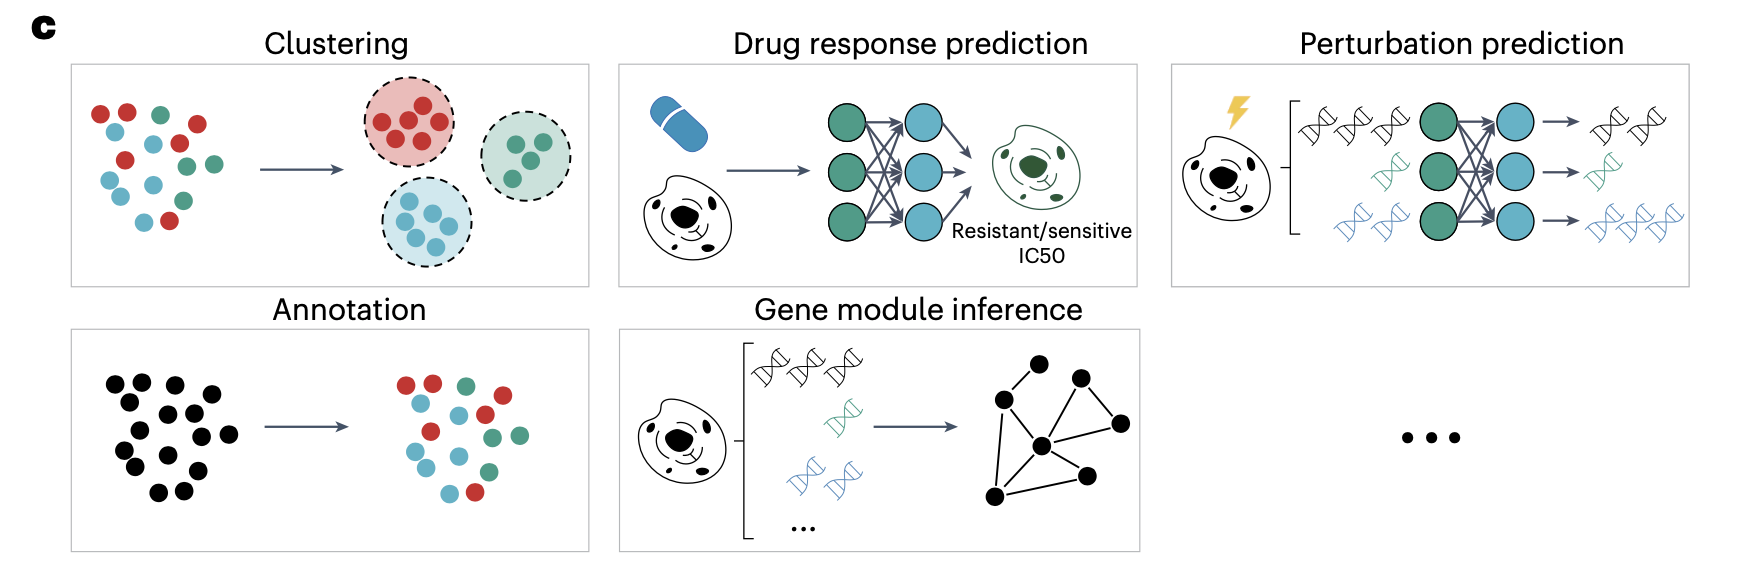 c
Clustering
Drug response prediction
Perturbation prediction
Resistant/sensitive
IC50
Annotation
Gene module inference
...
...